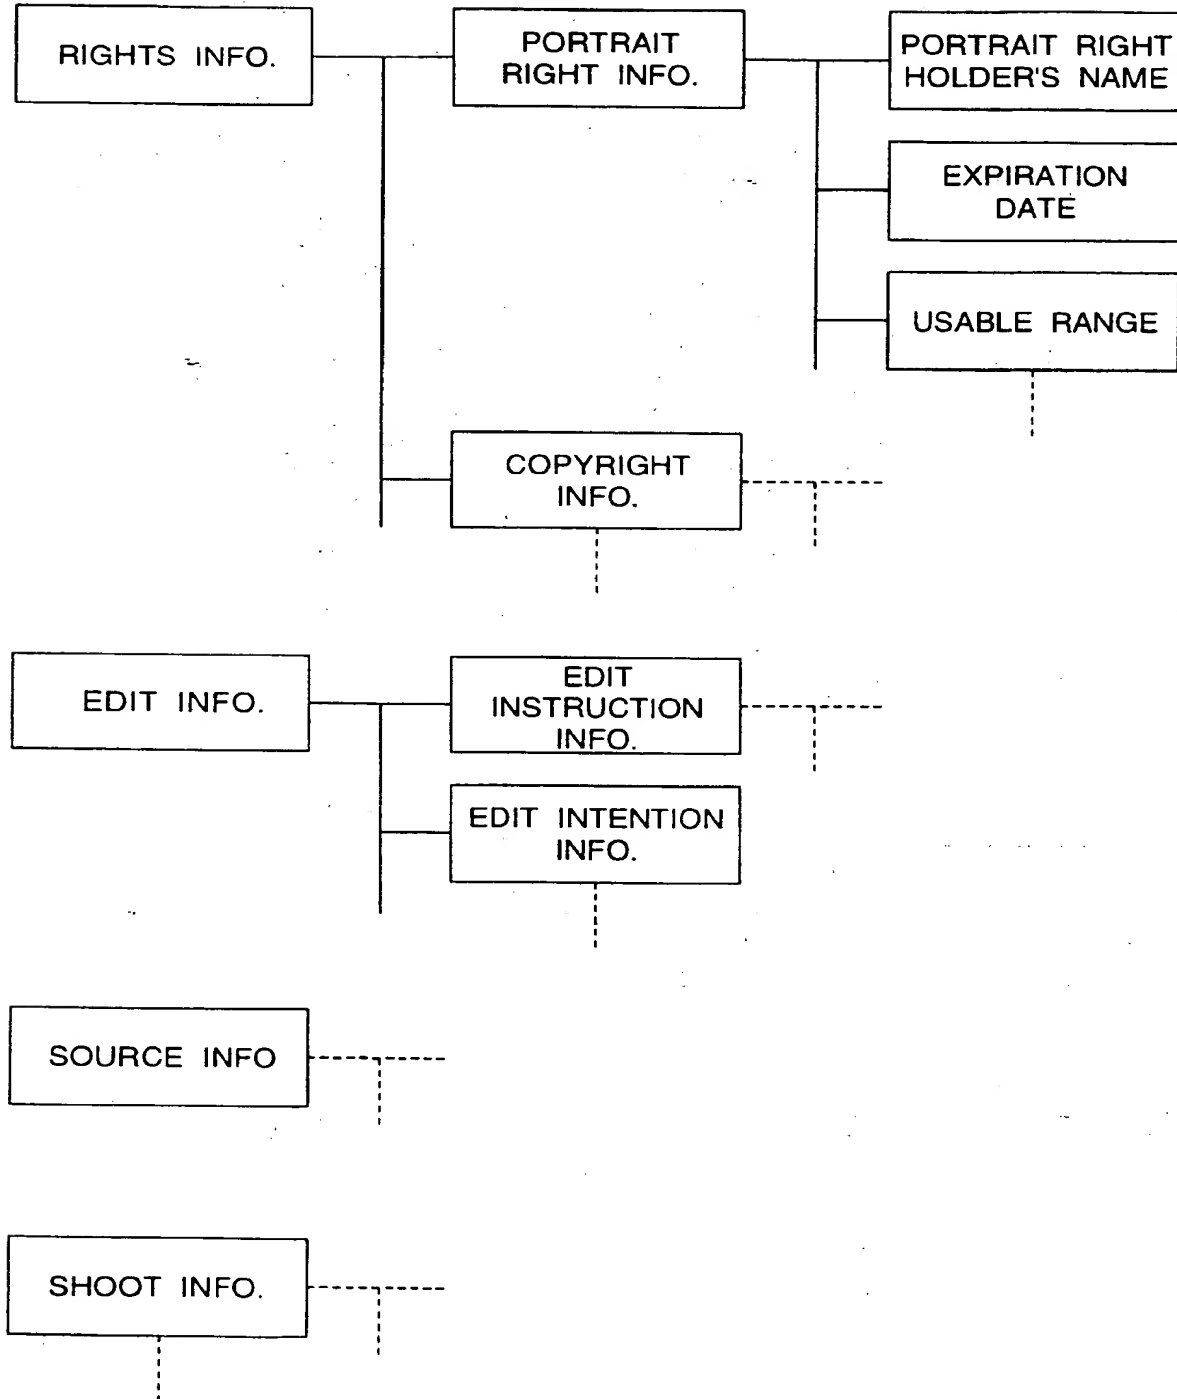 RIGHTS INFO.
PORTRAIT
RIGHT INFO.
PORTRAIT RIGHT
HOLDER'S NAME
EXPIRATION
DATE
USABLE RANGE
COPYRIGHT
INFO.
EDIT INFO.
EDIT
INSTRUCTION
INFO.
EDIT INTENTION
INFO.
SOURCE INFO
SHOOT INFO.